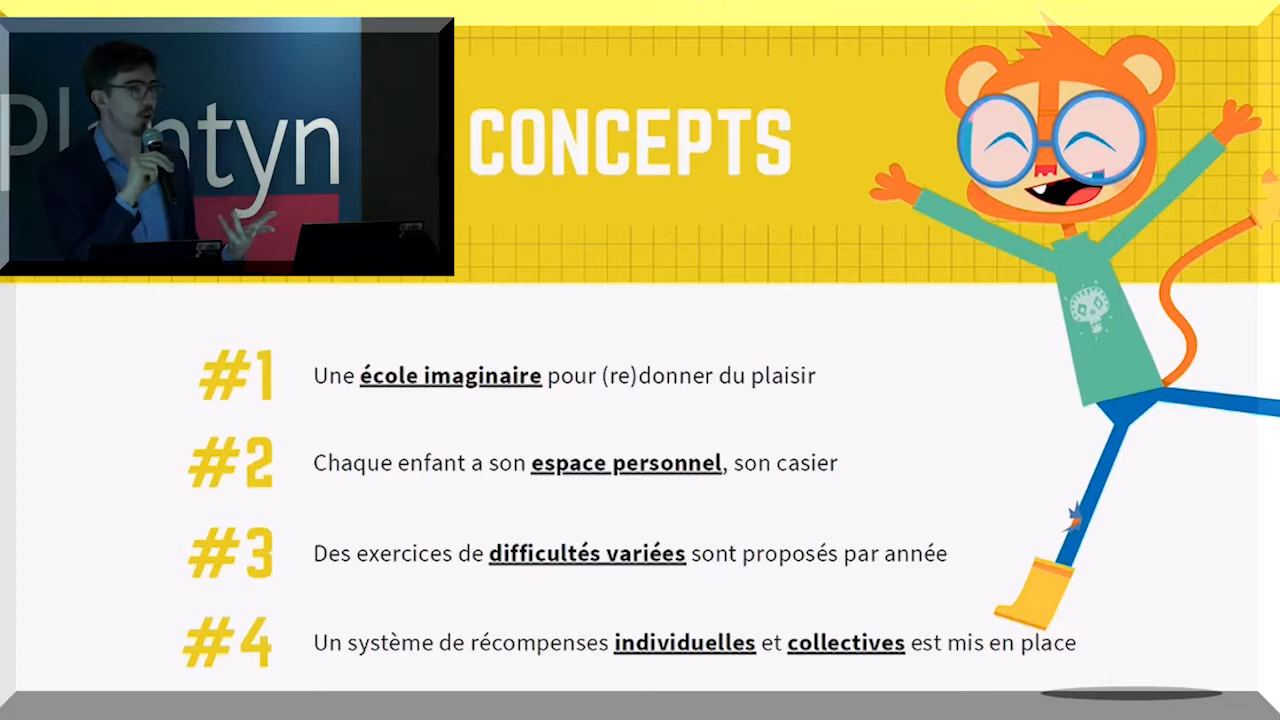 Plantyn
CONCEPTS
#1 Une école imaginaire pour (re)donner du plaisir
#2 Chaque enfant a son espace personnel, son casier
#3 Des exercices de difficultés variées sont proposés par année
#4 Un système de récompenses individuelles et collectives est mis en place